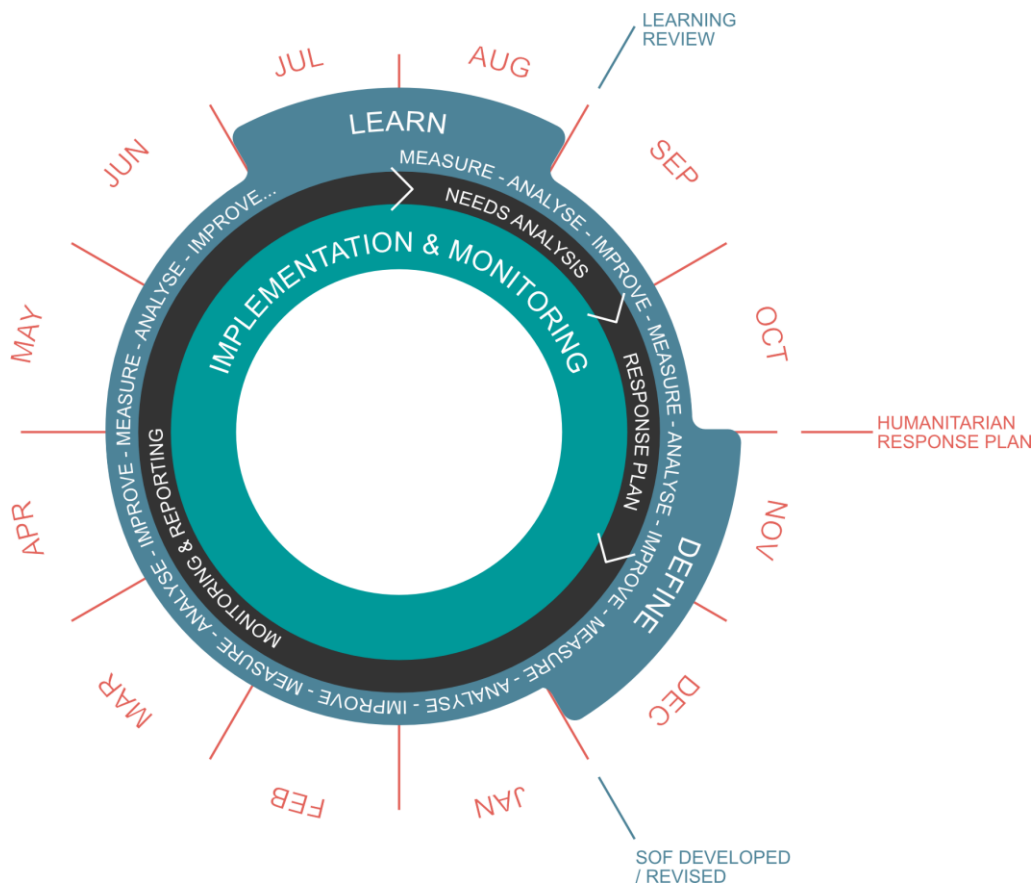 LEARNING
REVIEW
JUL
AUG
JUN
SEP
LEARN
MEASURE - ANALYSE - IMPROVE - MEASURE - ANALYSE - IMPROVE - MEASURE - ANALYSE - IMPROVE - MEASURE - ANALYSE - IMPROVE - MEASURE - ANALYSE - IMPROVE...
NEEDS ANALYSIS
IMPLEMENTATION & MONITORING
MAY
OCT
RESPONSE PLAN
HUMANITARIAN
RESPONSE PLAN
MONITORING & REPORTING
APR
NOV
DEFINE
MAR
DEC
FEB
JAN
SOF DEVELOPED
/ REVISED